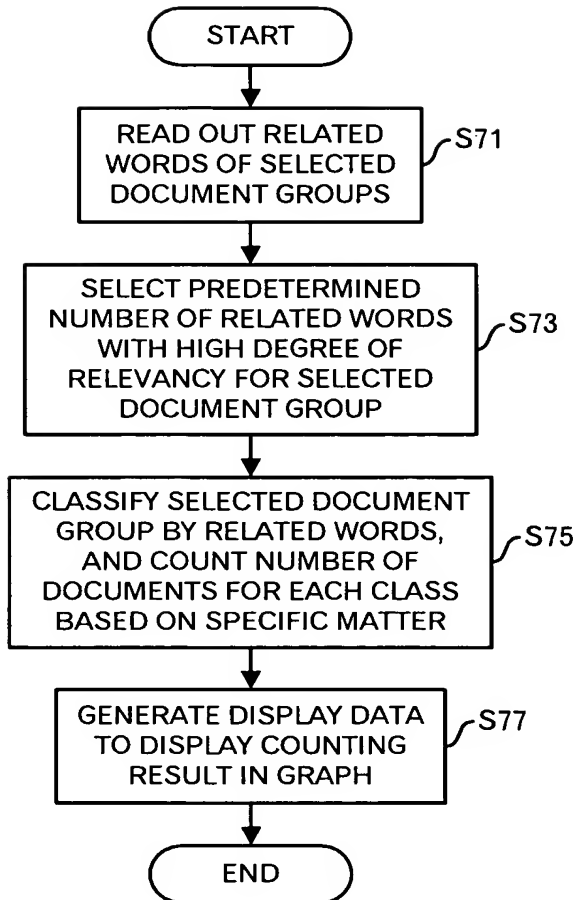 START
READ OUT RELATED
WORDS OF SELECTED
DOCUMENT GROUPS
S71
SELECT PREDETERMINED
NUMBER OF RELATED WORDS
WITH HIGH DEGREE OF
RELEVANCY FOR SELECTED
DOCUMENT GROUP
S73
CLASSIFY SELECTED DOCUMENT
GROUP BY RELATED WORDS,
AND COUNT NUMBER OF
DOCUMENTS FOR EACH CLASS
BASED ON SPECIFIC MATTER
S75
GENERATE DISPLAY DATA
TO DISPLAY COUNTING
RESULT IN GRAPH
S77
END